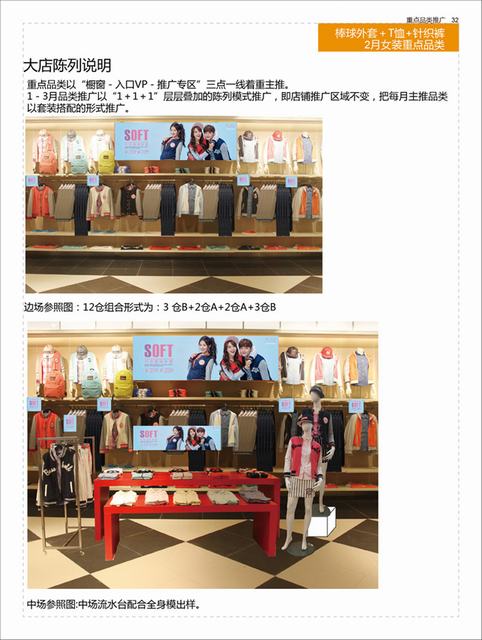 重点品类推广 32
棒球外套+T恤+针织裤
2月女装重点品类
大店陈列说明
重点品类以“橱窗-入口VP-推广专区”三点一线着重主推。
1-3月品类推广以“1+1+1”层层叠加的陈列模式推广，即店铺推广区域不变，把每月主推品类
以套装搭配的形式推广。
SOFT
边场参照图：12仓组合形式为：3 仓B+2仓A+2仓A+3仓B
SOFT
SOFT
中场参照图:中场流水台配合全身模出样。